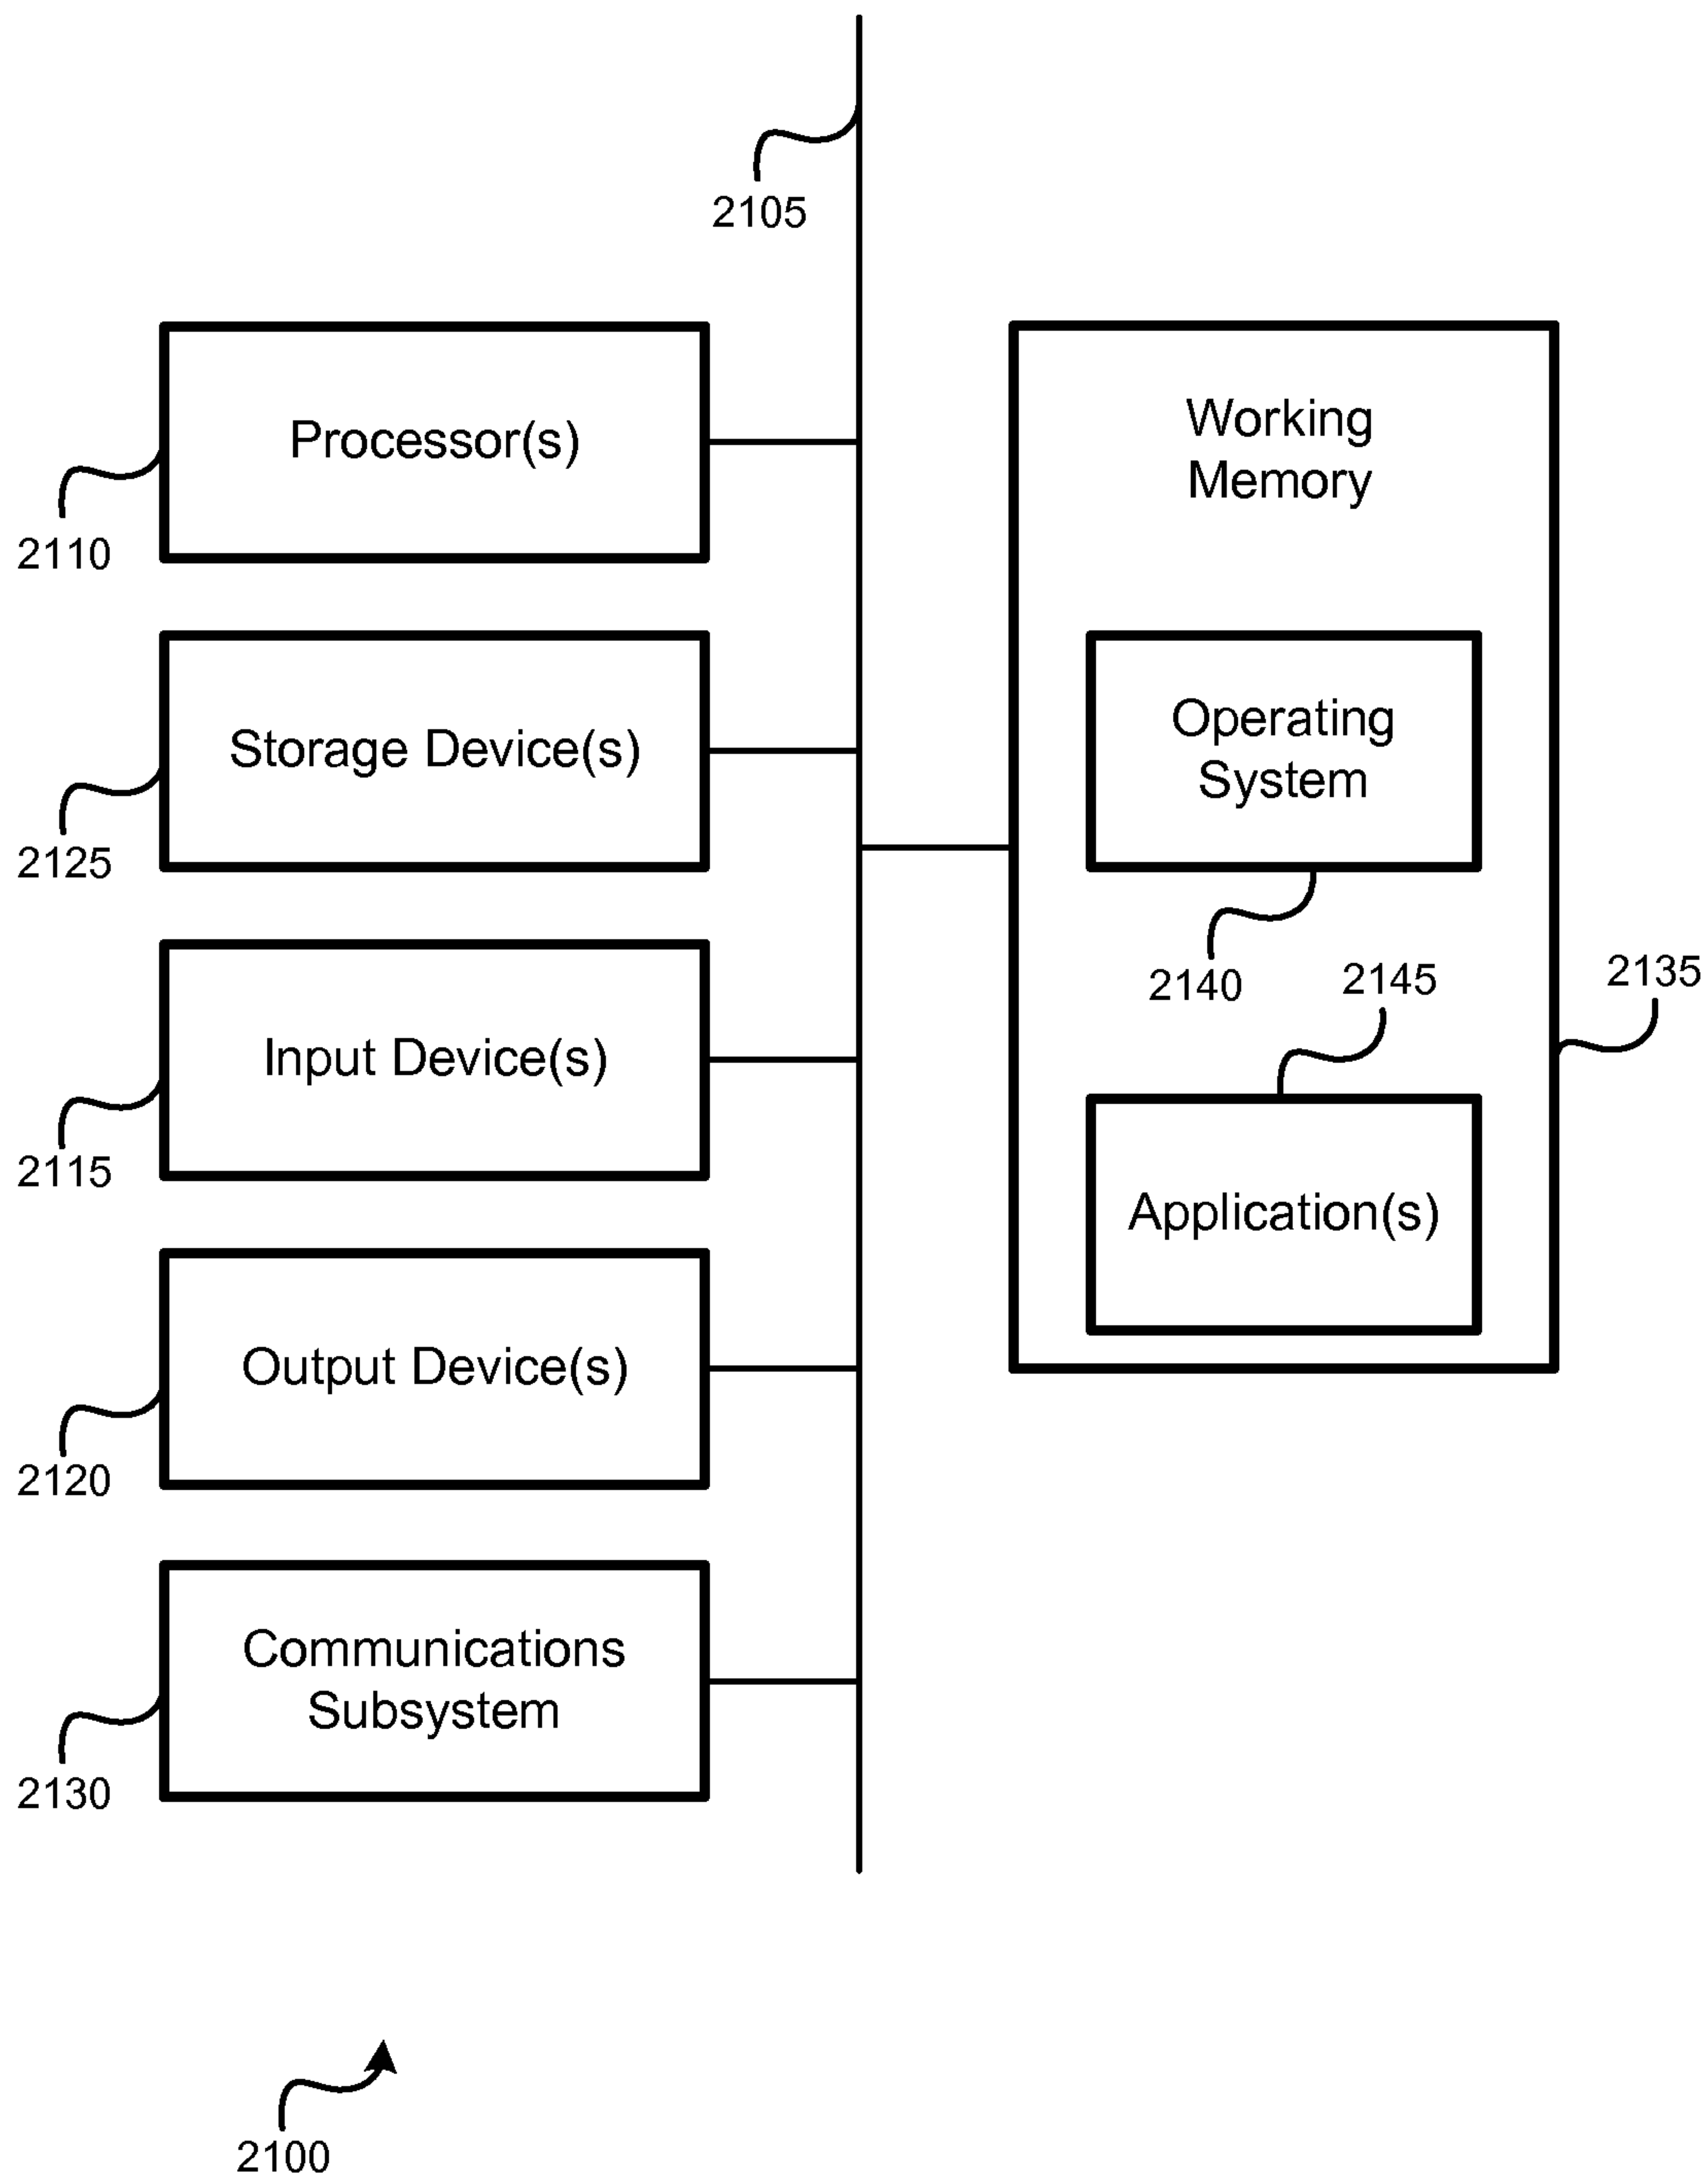 2105
Processor(s)
2110
Storage Device(s)
2125
Input Device(s)
2115
Output Device(s)
2120
Communications
Subsystem
2130
Working
Memory
Operating
System
2140
2145
2135
Application(s)
2100